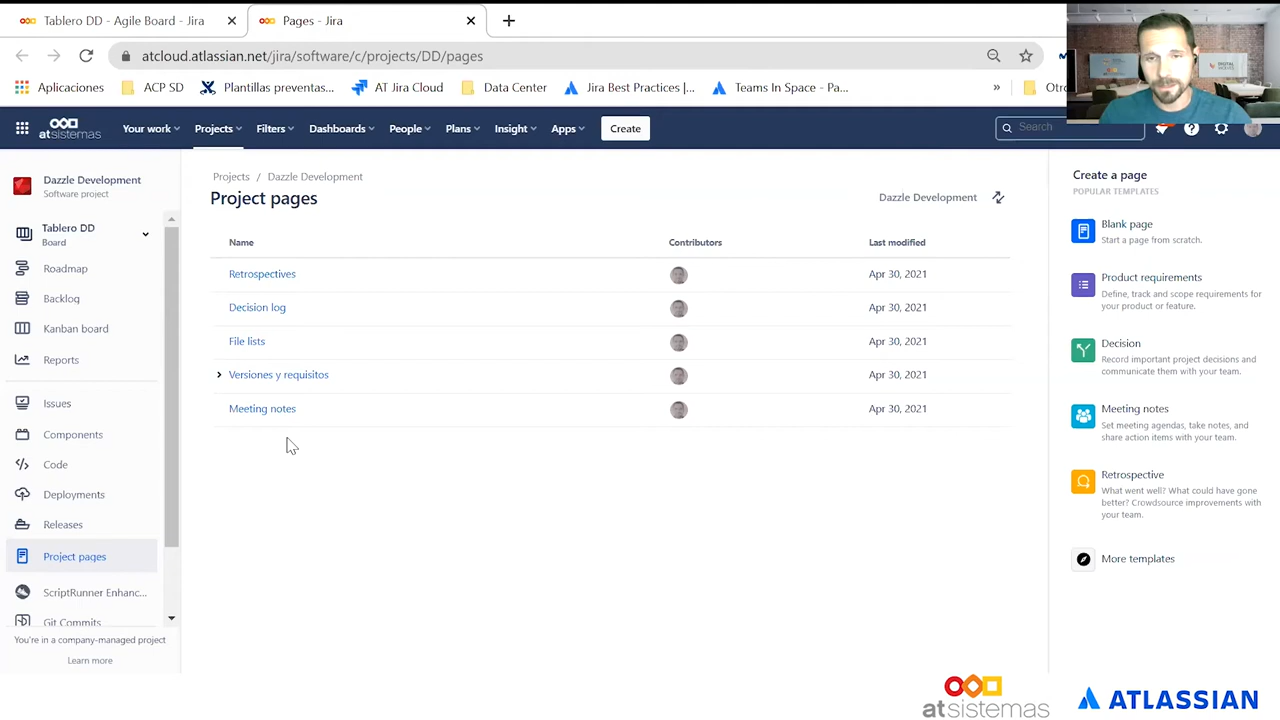 Tablero DD - Agile Board - Jira
Pages - Jira
atcloud.atlassian.net/jira/software/c/projects/DD/pages
Aplicaciones
ACP SD
Plantillas preventas...
AT Jira Cloud
Data Center
Jira Best Practices |...
Teams In Space - Pa...
»
Otro
atsistemas
Your work
Projects
Filters
Dashboards
People
Plans
Insight
Apps
Create
Search
Dazzle Development
Software project
Tablero DD
Board
Roadmap
Backlog
Kanban board
Reports
Issues
Components
Code
Deployments
Releases
Project pages
ScriptRunner Enhanc...
Git Commits
You're in a company-managed project
Learn more
Projects / Dazzle Development
Project pages
Dazzle Development
Name Contributors Last modified
Retrospectives Apr 30, 2021
Decision log Apr 30, 2021
File lists Apr 30, 2021
Versiones y requisitos Apr 30, 2021
Meeting notes Apr 30, 2021
Create a page
POPULAR TEMPLATES
Blank page
Start a page from scratch.
Product requirements
Define, track and scope requirements for
your product or feature.
Decision
Record important project decisions and
communicate them with your team.
Meeting notes
Set meeting agendas, take notes, and
share action items with your team.
Retrospective
What went well? What could have gone
better? Crowdsource improvements with
your team.
More templates
atsistemas
ATLASSIAN